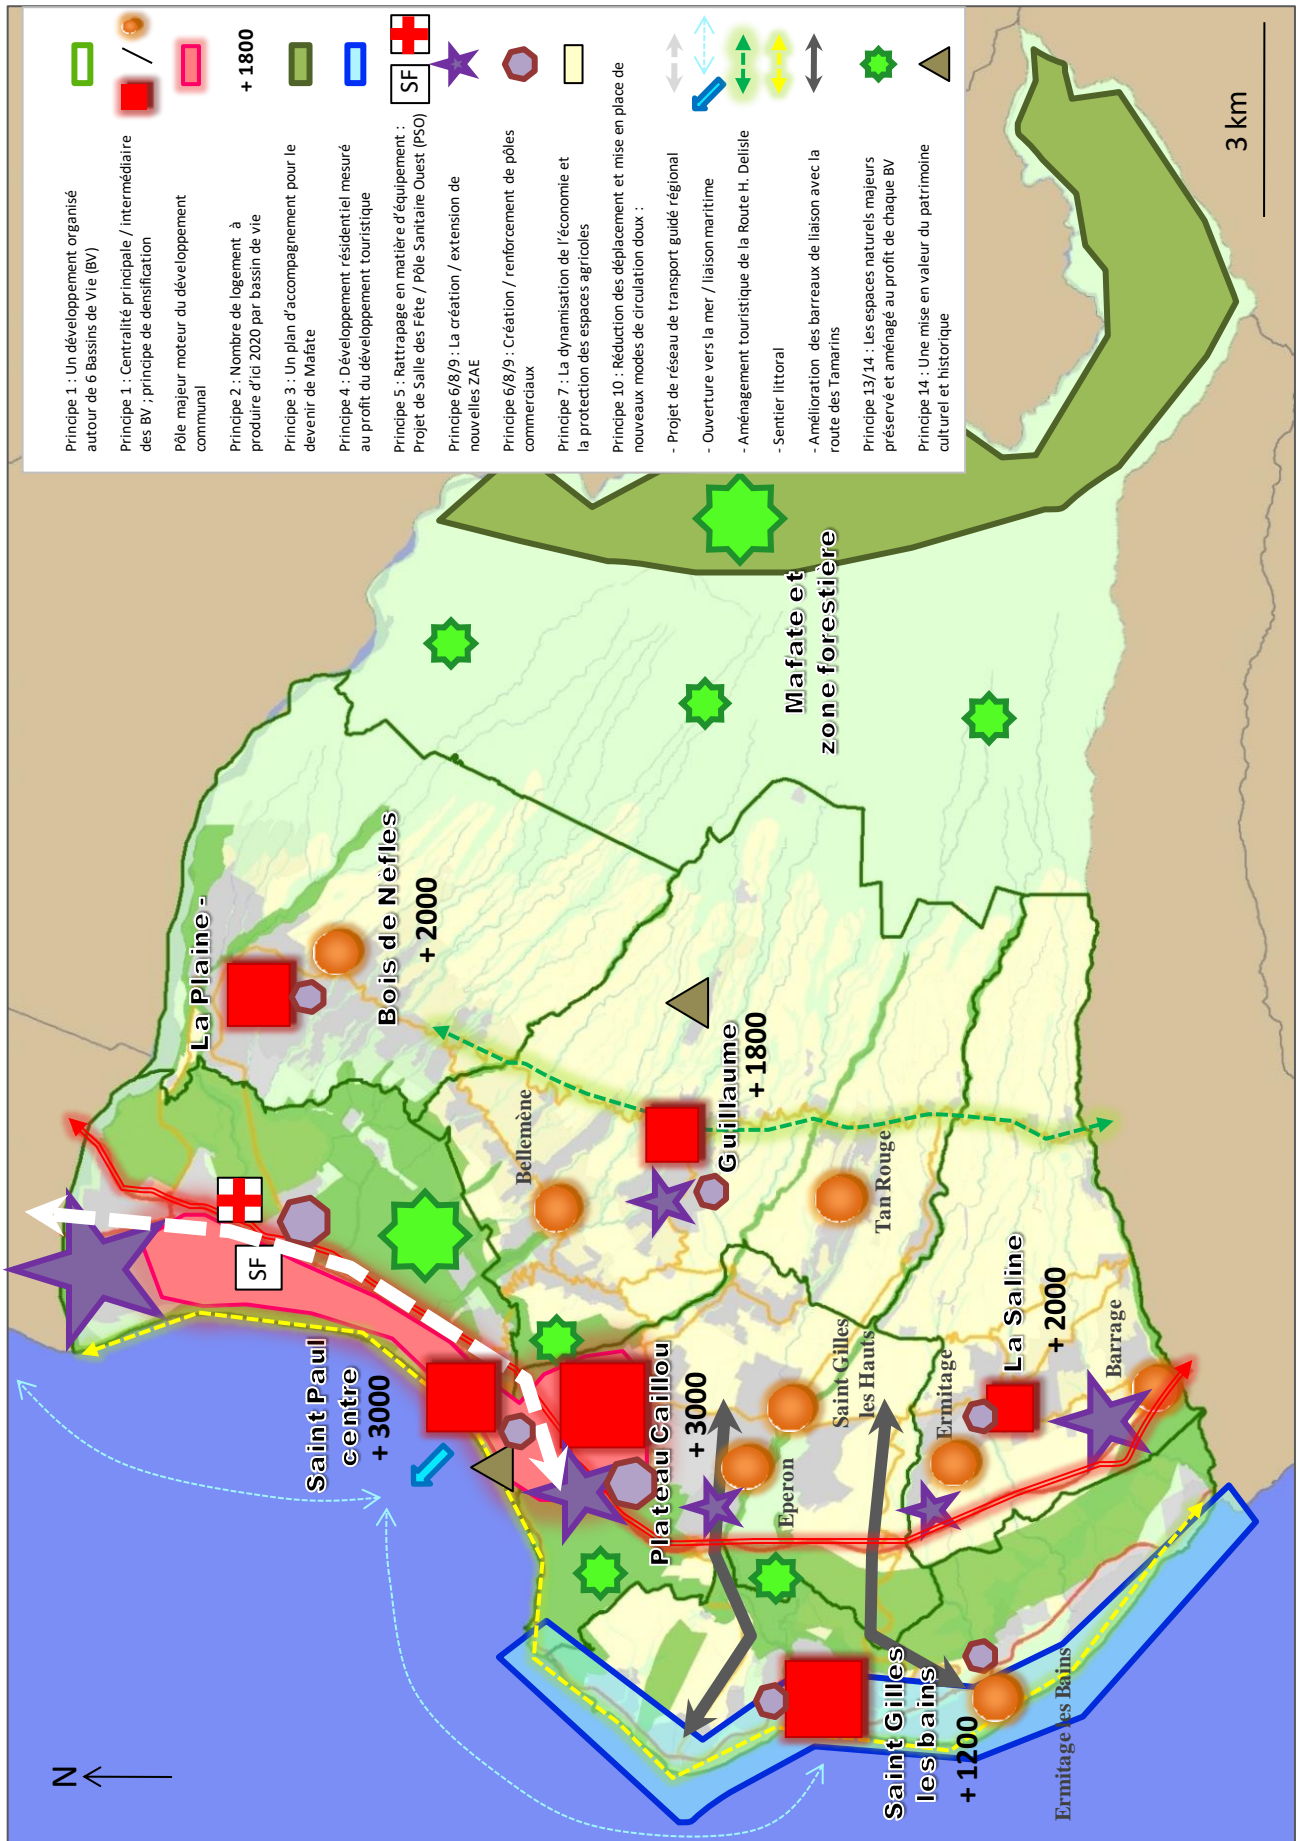 Principe 1 : Un développement organisé
autour de 6 Bassins de Vie (BV)
Principe 1 : Centralité principale / intermédiaire
des BV ; principe de densification
/
Pôle majeur moteur du développement
communal
Principe 2 : Nombre de logement à
produire d'ici 2020 par bassin de vie
+ 1800
Principe 3 : Un plan d'accompagnement pour le
devenir de Mafate
Principe 4 : Développement résidentiel mesuré
au profit du développement touristique
Principe 5 : Rattrapage en matière d'équipement :
Projet de Salle des Fête / Pôle Sanitaire Ouest (PSO)
SF
Principe 6/8/9 : La création / extension de
nouvelles ZAE
Principe 6/8/9 : Création / renforcement de pôles
commerciaux
Principe 7 : La dynamisation de l'économie et
la protection des espaces agricoles
Principe 10 : Réduction des déplacement et mise en place de
nouveaux modes de circulation doux :
- Projet de réseau de transport guidé régional
- Ouverture vers la mer / liaison maritime
- Aménagement touristique de la Route H. Delisle
- Sentier littoral
- Amélioration des barreaux de liaison avec la
route des Tamarins
Principe 13/14 : Les espaces naturels majeurs
préservé et aménagé au profit de chaque BV
Principe 14 : Une mise en valeur du patrimoine
culturel et historique
3 km
N
SF
La Plaine -
Bois de Nèfles
+ 2000
Saint Paul
centre
+ 3000
Bellemène
Guillaume
+ 1800
Mafate et
zone forestière
Plateau Caillou
+ 3000
Eperon
Saint Gilles
les Hauts
Tan Rouge
Ermitage
La Saline
+ 2000
Barrage
Saint Gilles
les bains
+ 1200
Ermitage les Bains